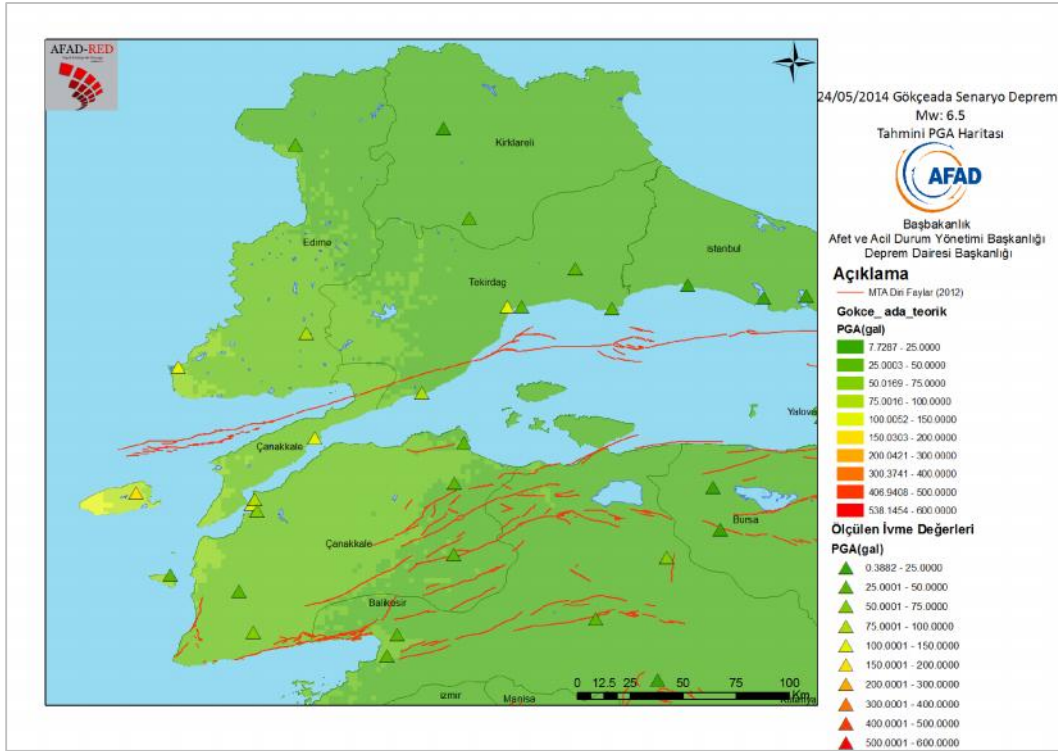 AFAD-RED
24/05/2014 Gökçeada Senaryo Deprem
Mw: 6.5
Tahmini PGA Haritası
AFAD
Başbakanlık
Afet ve Acil Durum Yönetimi Başkanlığı
Deprem Dairesi Başkanlığı
Açıklama
MTA Diri Faylar (2012)
Gokce_ada_teorik
PGA(gal)
7.7287 - 25.0000
25.0003 - 50.0000
50.0169 - 75.0000
75.0016 - 100.0000
100.0052 - 150.0000
150.0303 - 200.0000
200.0421 - 300.0000
300.3741 - 400.0000
406.9408 - 500.0000
538.1454 - 600.0000
Ölçülen İvme Değerleri
PGA(gal)
0.3882 - 25.0000
25.0001 - 50.0000
50.0001 - 75.0000
75.0001 - 100.0000
100.0001 - 150.0000
150.0001 - 200.0000
200.0001 - 300.0000
300.0001 - 400.0000
400.0001 - 500.0000
500.0001 - 600.0000
Kirklareli
Edirne
istanbul
Tekirdag
Yalova
Çanakkale
Bursa
Çanakkale
Balikesir
izmir
Manisa
0 12.5 25 50 75 100
Km